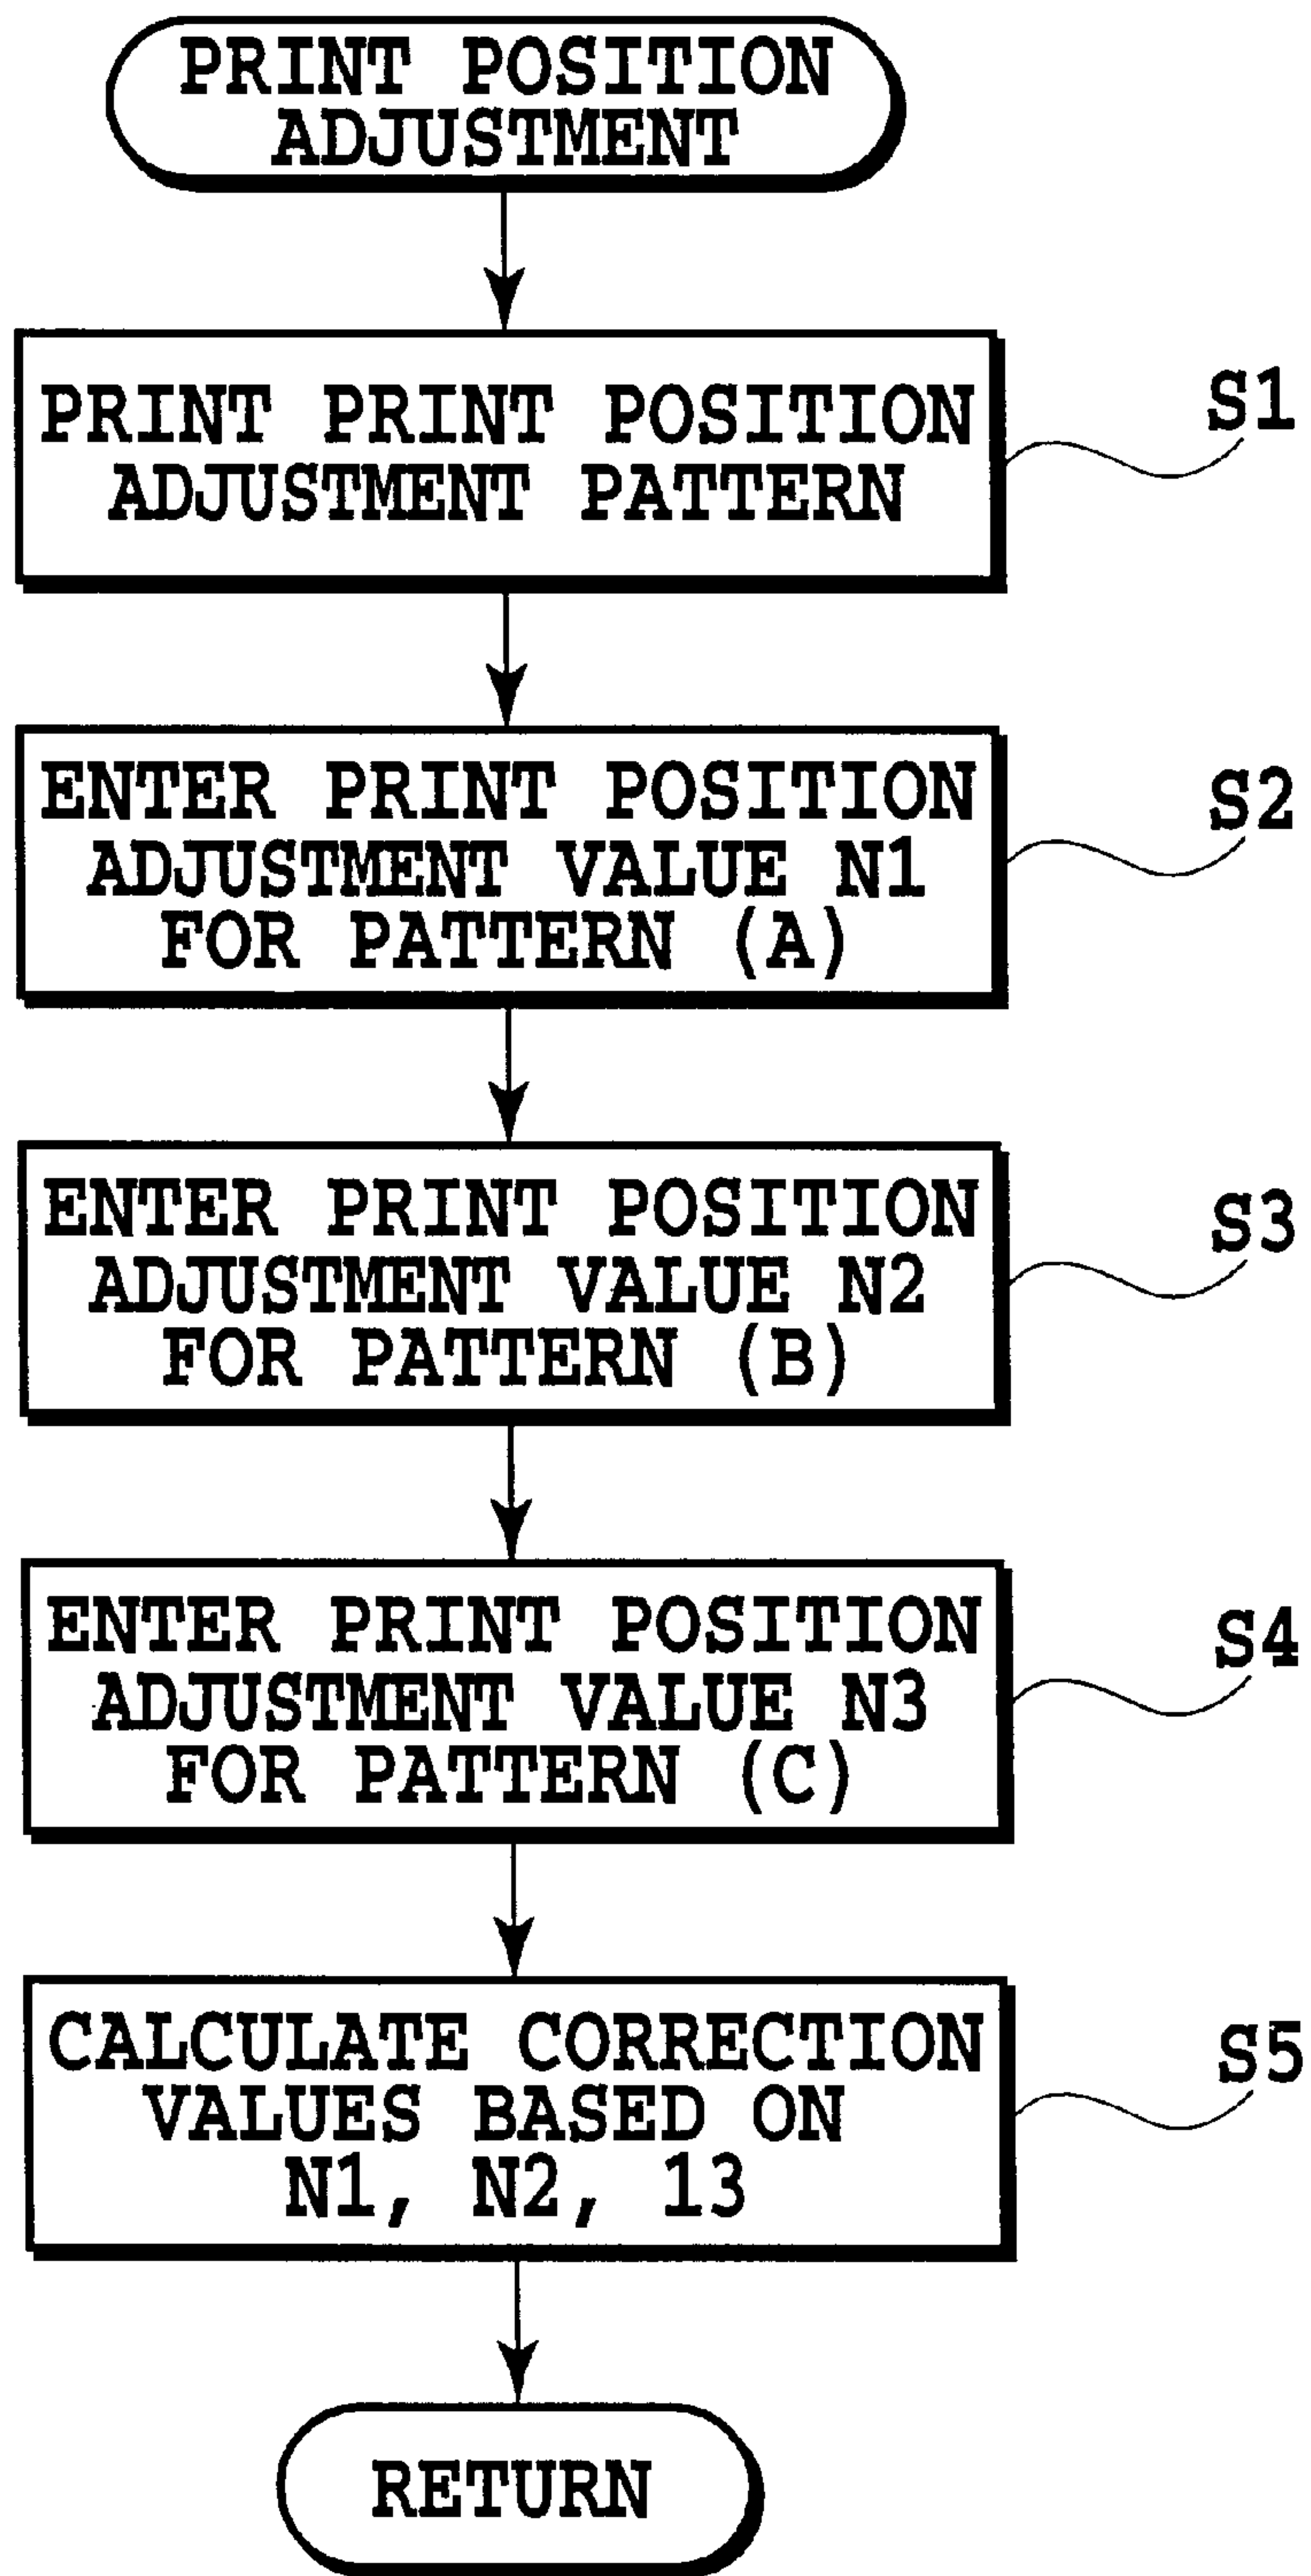 PRINT POSITION
ADJUSTMENT
PRINT PRINT POSITION
ADJUSTMENT PATTERN
S1
ENTER PRINT POSITION
ADJUSTMENT VALUE N1
FOR PATTERN (A)
S2
ENTER PRINT POSITION
ADJUSTMENT VALUE N2
FOR PATTERN (B)
S3
ENTER PRINT POSITION
ADJUSTMENT VALUE N3
FOR PATTERN (C)
S4
CALCULATE CORRECTION
VALUES BASED ON
N1, N2, 13
S5
RETURN